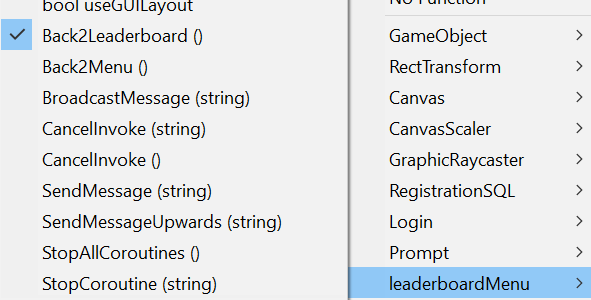 bool useGUILayout
Back2Leaderboard ()
Back2Menu ()
BroadcastMessage (string)
CancelInvoke (string)
CancelInvoke ()
SendMessage (string)
SendMessageUpwards (string)
StopAllCoroutines ()
StopCoroutine (string)
No Function
GameObject
RectTransform
Canvas
CanvasScaler
GraphicRaycaster
RegistrationSQL
Login
Prompt
leaderboardMenu